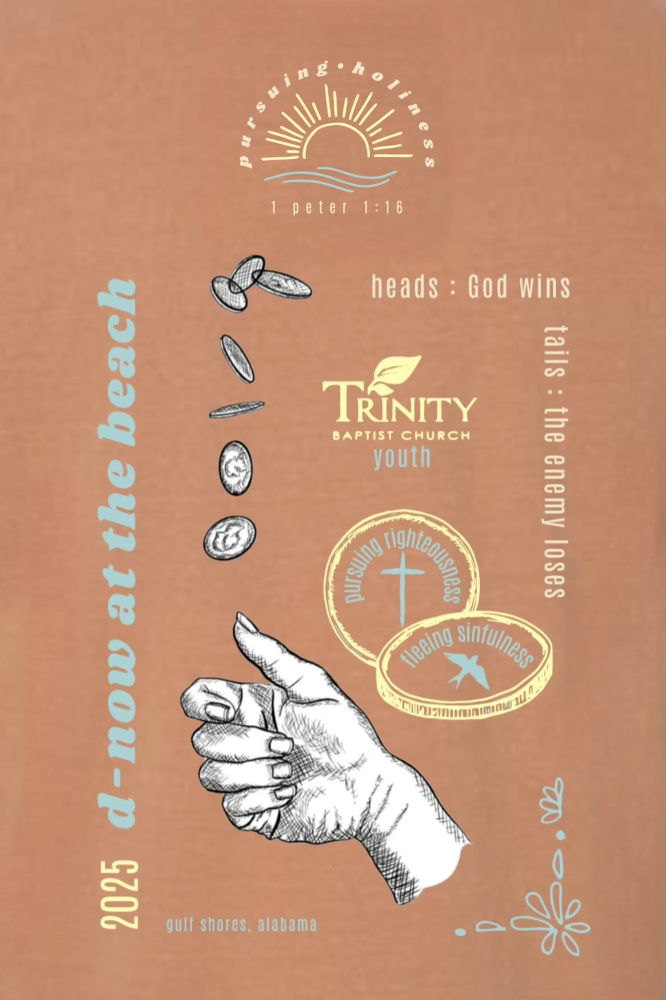 pursuing • holiness
1 peter 1:16
heads : God wins
tails : the enemy loses
d-now at the beach
2025
TRINITY
BAPTIST CHURCH
youth
pursuing righteousness
fleeing sinfulness
gulf shores, alabama